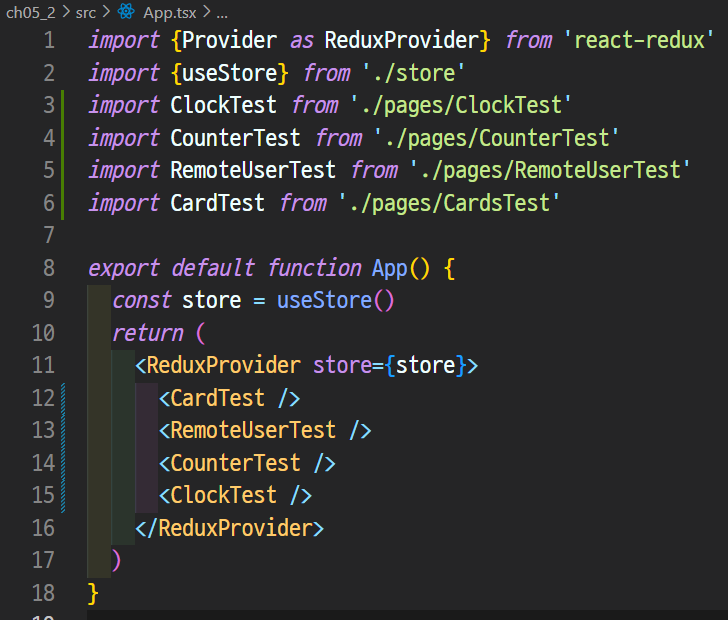 ch05_2 > src > App.tsx > ...
1 import {Provider as ReduxProvider} from 'react-redux'
2 import {useStore} from './store'
3 import ClockTest from './pages/ClockTest'
4 import CounterTest from './pages/CounterTest'
5 import RemoteUserTest from './pages/RemoteUserTest'
6 import CardTest from './pages/CardsTest'
7
8 export default function App() {
9   const store = useStore()
10   return (
11     <ReduxProvider store={store}>
12       <CardTest />
13       <RemoteUserTest />
14       <CounterTest />
15       <ClockTest />
16     </ReduxProvider>
17   )
18 }